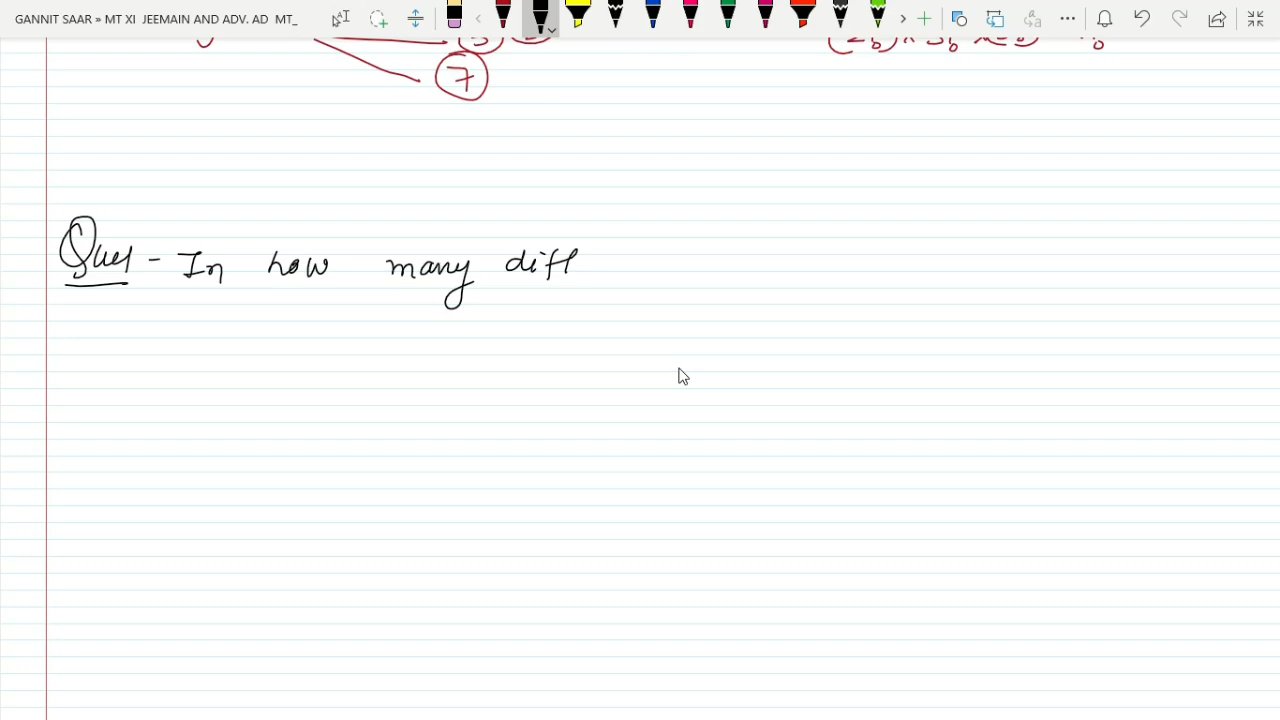 GANNIT SAAR » MT XI JEEMAIN AND ADV. AD MT_
7
Ques - In how many diff